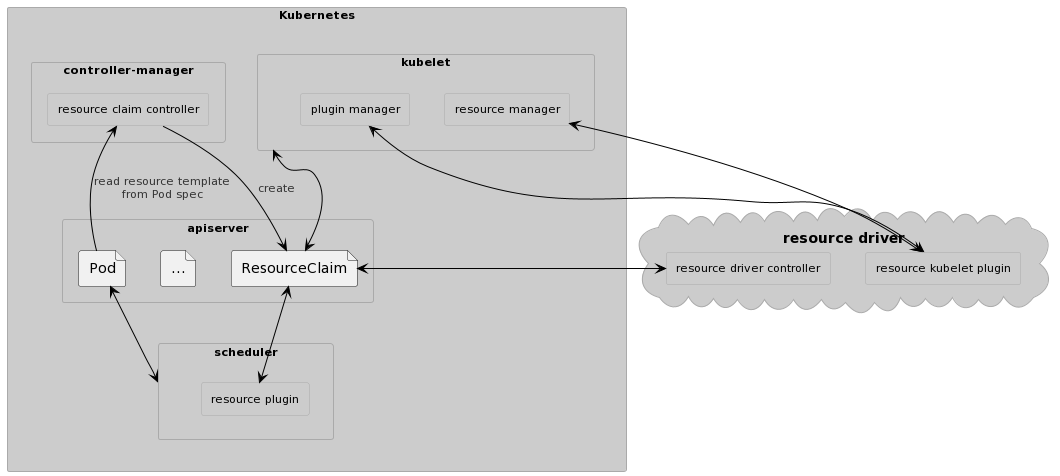 Kubernetes
controller-manager
resource claim controller
kubelet
plugin manager
resource manager
read resource template
from Pod spec
create
apiserver
Pod
...
ResourceClaim
resource driver
resource driver controller
resource kubelet plugin
scheduler
resource plugin